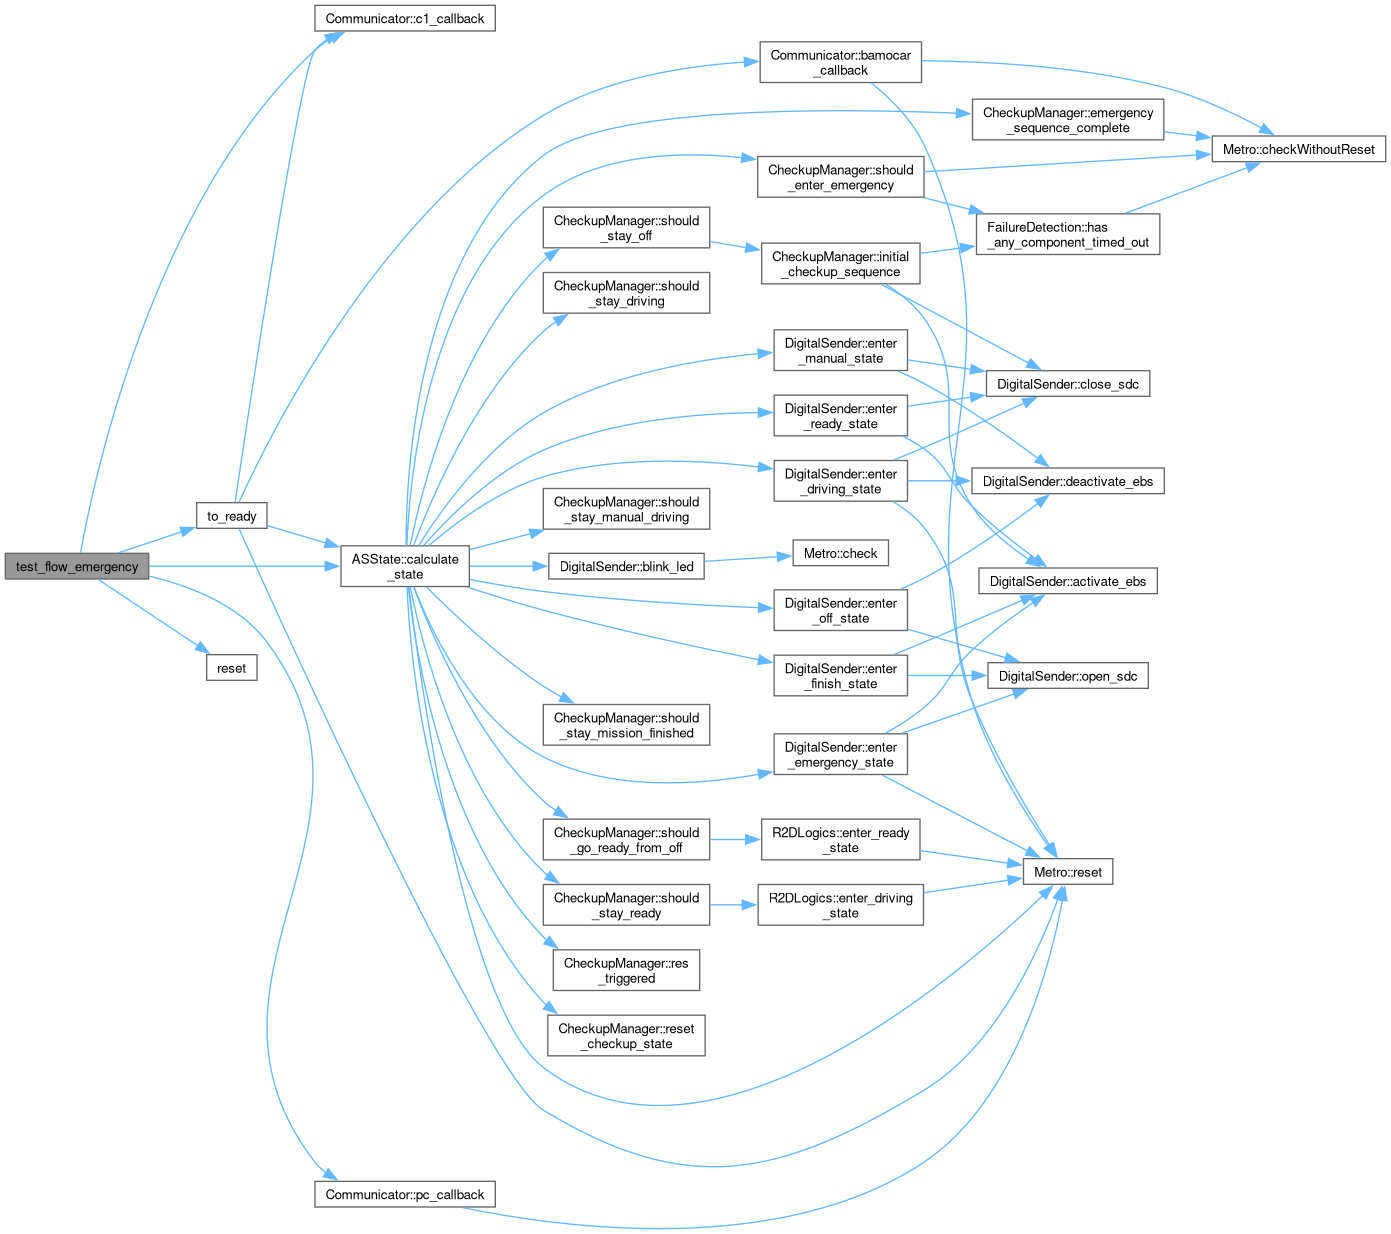 Communicator::c1_callback
Communicator::bamocar
_callback
CheckupManager::emergency
_sequence_complete
Metro::checkWithoutReset
CheckupManager::should
_enter_emergency
CheckupManager::should
_stay_off
FailureDetection::has
_any_component_timed_out
CheckupManager::initial
_checkup_sequence
CheckupManager::should
_stay_driving
DigitalSender::enter
_manual_state
DigitalSender::close_sdc
DigitalSender::enter
_ready_state
DigitalSender::enter
_driving_state
DigitalSender::deactivate_ebs
to_ready
CheckupManager::should
_stay_manual_driving
Metro::check
test_flow_emergency
ASState::calculate
_state
DigitalSender::blink_led
DigitalSender::activate_ebs
DigitalSender::enter
_off_state
reset
DigitalSender::enter
_finish_state
DigitalSender::open_sdc
CheckupManager::should
_stay_mission_finished
DigitalSender::enter
_emergency_state
CheckupManager::should
_go_ready_from_off
R2DLogics::enter_ready
_state
Metro::reset
CheckupManager::should
_stay_ready
R2DLogics::enter_driving
_state
CheckupManager::res
_triggered
CheckupManager::reset
_checkup_state
Communicator::pc_callback